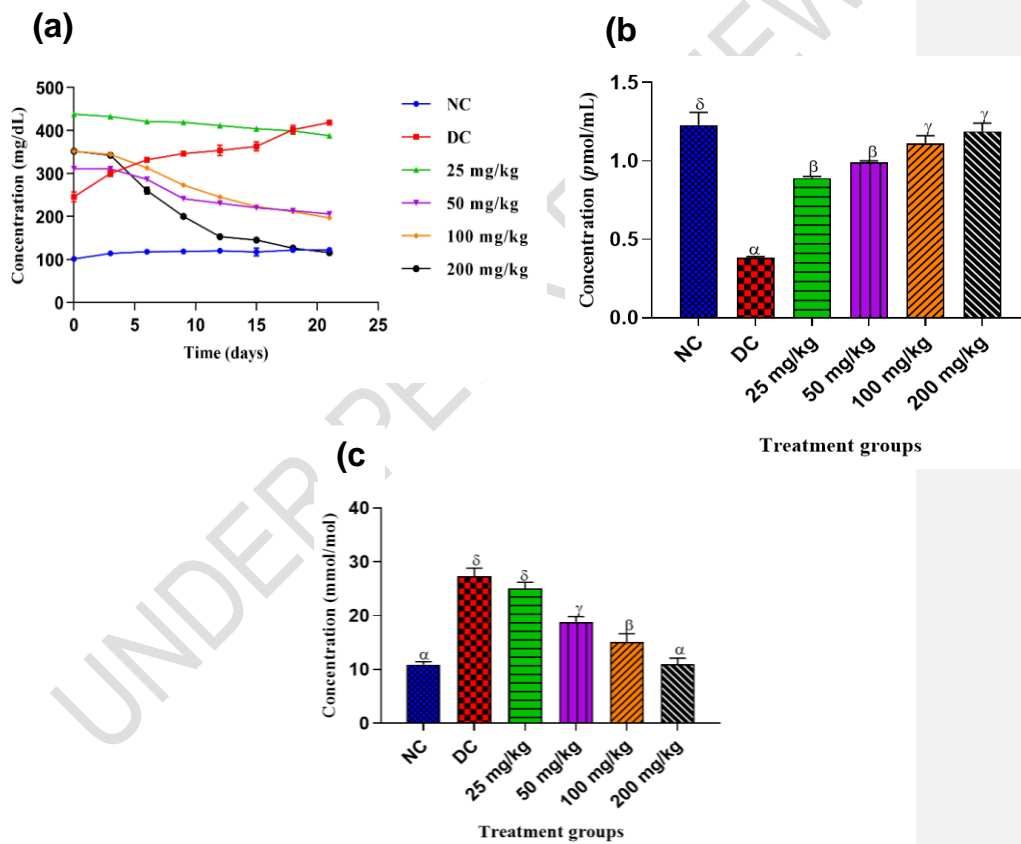 (a)
500
400
300
200
100
0
Concentration (mg/dL)
0 5 10 15 20 25
Time (days)
NC
DC
25 mg/kg
50 mg/kg
100 mg/kg
200 mg/kg
(b)
1.5
1.0
0.5
0.0
Concentration (pmol/mL)
δ
α
β
β
γ
γ
NC
DC
25 mg/kg
50 mg/kg
100 mg/kg
200 mg/kg
Treatment groups
(c
40
30
20
10
0
Concentration (mmol/mol)
α
δ
δ
γ
β
α
NC
DC
25 mg/kg
50 mg/kg
100 mg/kg
200 mg/kg
Treatment groups
UNDER PE